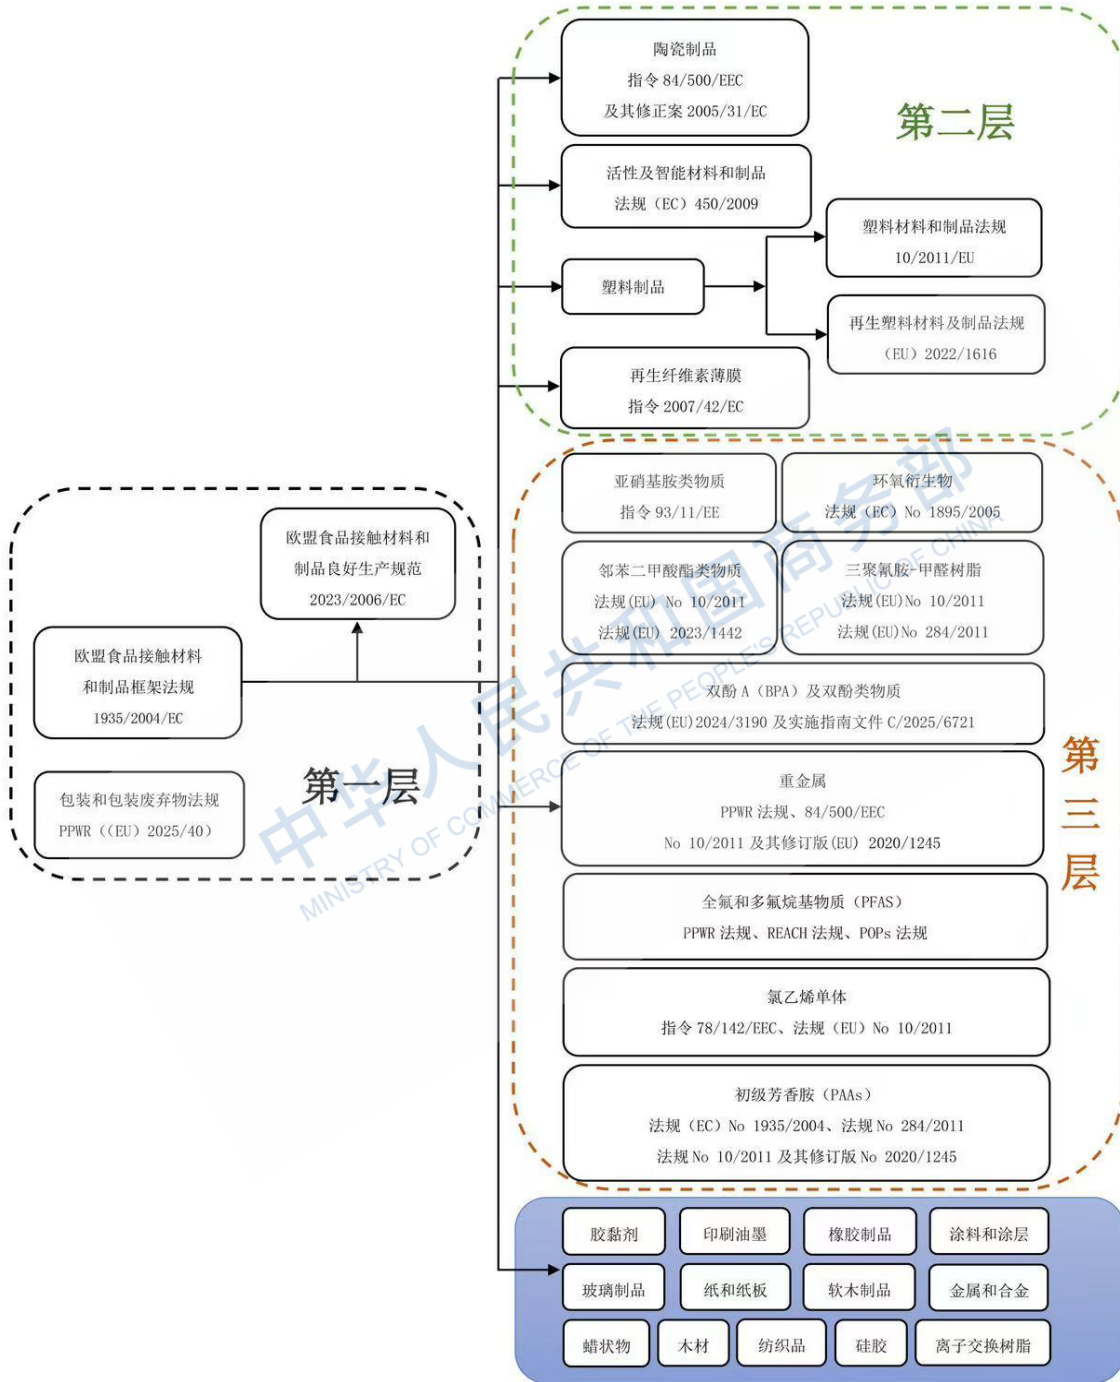 陶瓷制品
指令 84/500/EEC
及其修正案 2005/31/EC
第二层
活性及智能材料和制品
法规（EC）450/2009
塑料制品
塑料材料和制品法规
10/2011/EU
再生塑料材料及制品法规
（EU）2022/1616
再生纤维素薄膜
指令 2007/42/EC
欧盟食品接触材料和
制品良好生产规范
2023/2006/EC
欧盟食品接触材料
和制品框架法规
1935/2004/EC
第一层
包装和包装废弃物法规
PPWR（(EU）2025/40）
亚硝基胺类物质
指令 93/11/EE
环氧衍生物
法规（EC）No 1895/2005
邻苯二甲酸酯类物质
法规(EU) No 10/2011
法规(EU) 2023/1442
三聚氰胺-甲醛树脂
法规(EU)No 10/2011
法规(EU)No 284/2011
双酚 A（BPA）及双酚类物质
法规(EU)2024/3190 及实施指南文件 C/2025/6721
第三层
重金属
PPWR 法规、84/500/EEC
No 10/2011 及其修订版(EU) 2020/1245
全氟和多氟烷基物质（PFAS）
PPWR 法规、REACH 法规、POPs 法规
氯乙烯单体
指令 78/142/EEC、法规（EU）No 10/2011
初级芳香胺（PAAs）
法规（EC）No 1935/2004、法规 No 284/2011
法规 No 10/2011 及其修订版 No 2020/1245
胶黏剂
印刷油墨
橡胶制品
涂料和涂层
玻璃制品
纸和纸板
软木制品
金属和合金
蜡状物
木材
纺织品
硅胶
离子交换树脂
中华人民共和国商务部
MINISTRY OF COMMERCE OF THE PEOPLE'S REPUBLIC OF CHINA